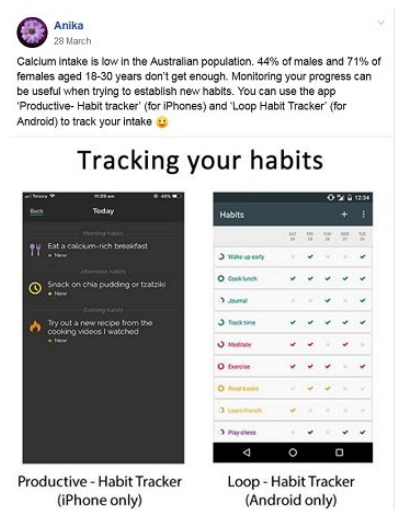 Anika
28 March
Calcium intake is low in the Australian population. 44% of males and 71% of
females aged 18-30 years don't get enough. Monitoring your progress can
be useful when trying to establish new habits. You can use the app
'Productive- Habit tracker' (for iPhones) and 'Loop Habit Tracker' (for
Android) to track your intake
Tracking your habits
Telstra
11:29 am
Back
Today
Morning habits
Eat a calcium-rich breakfast
New
Afternoon habits
Snack on chia pudding or tzatziki
New
Evening habits
Try out a new recipe from the
cooking videos I watched
New
12:34
Habits
Wake up early
Cook lunch
Journal
Track time
Meditate
Exercise
Read books
Learn French
Play chess
Productive - Habit Tracker
(iPhone only)
Loop - Habit Tracker
(Android only)